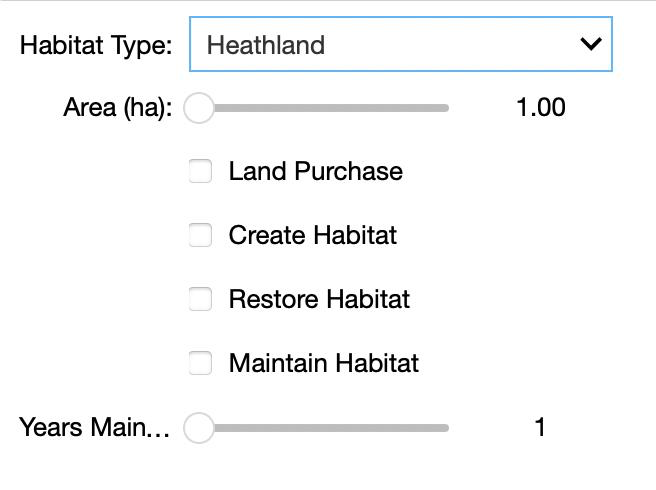 Habitat Type: Heathland
Area (ha): 1.00
Land Purchase
Create Habitat
Restore Habitat
Maintain Habitat
Years Main... 1